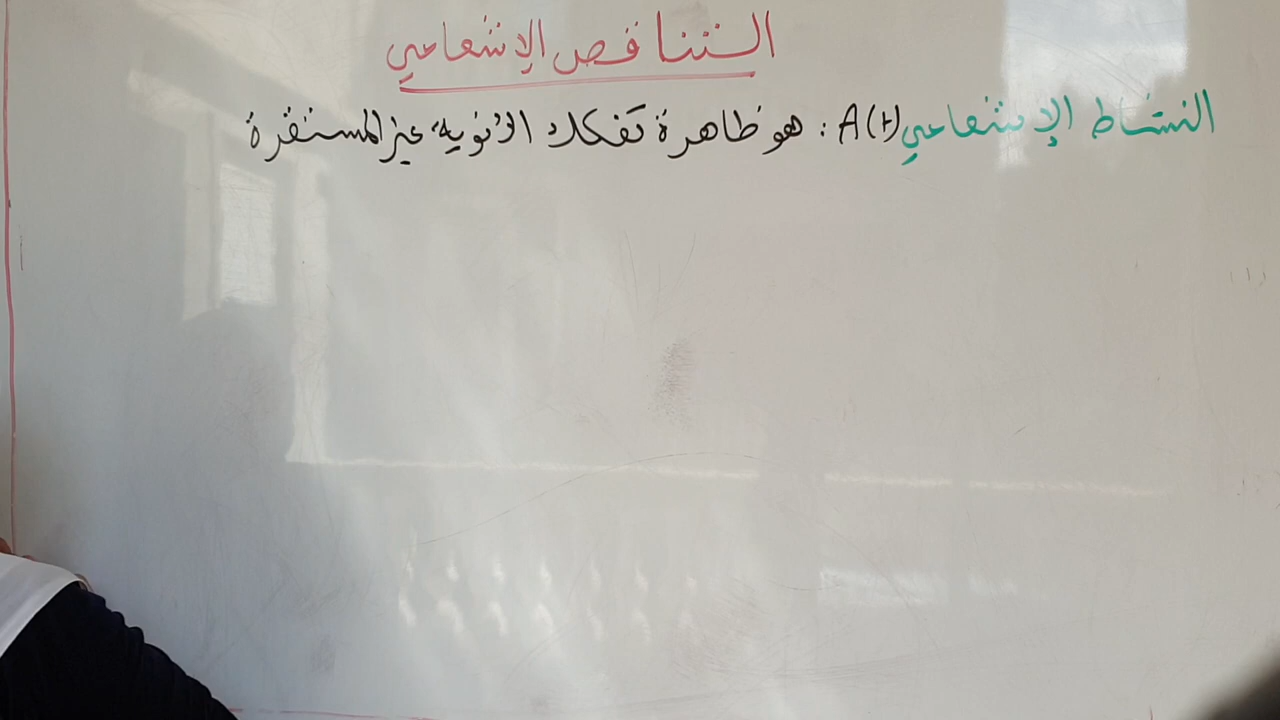 التناقص الإشعاعي
النشاط الإشعاعي A(t) : هو ظاهرة تفكك الأنوية غير المستقرة